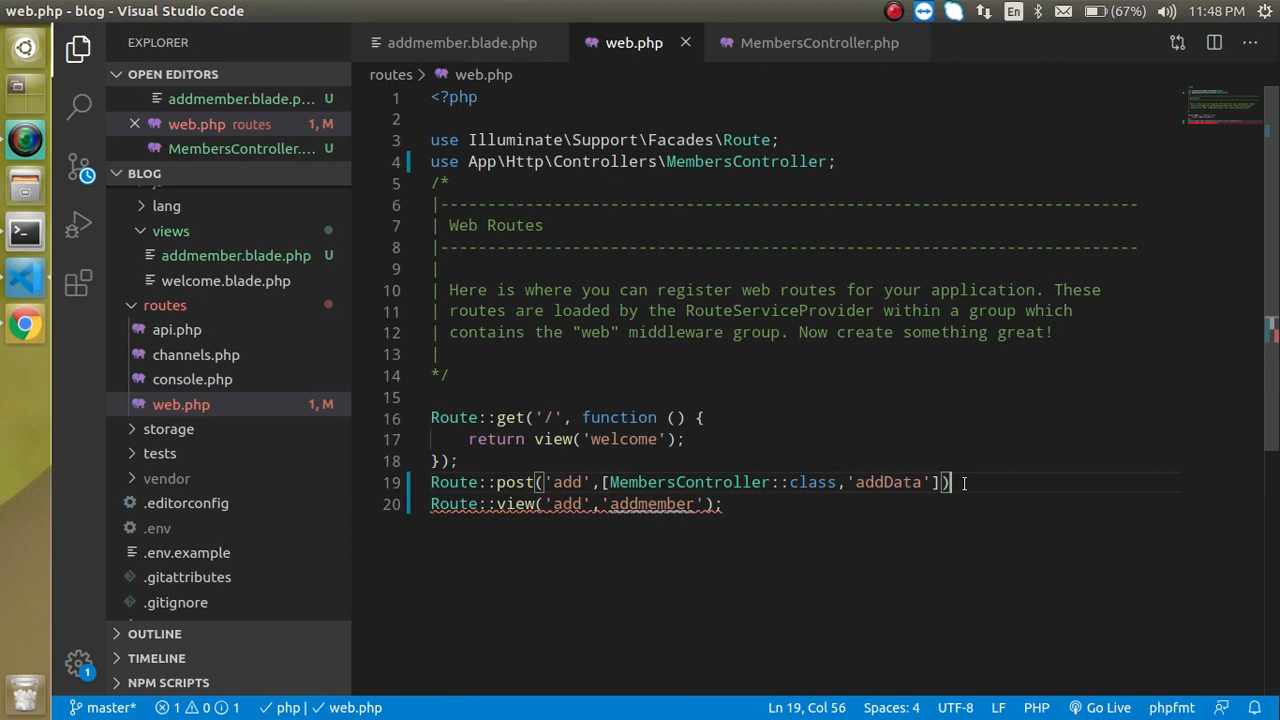 web.php - blog - Visual Studio Code
En
(67%)
11:48 PM
EXPLORER
OPEN EDITORS
addmember.blade.p... U
web.php routes 1, M
MembersController.... U
BLOG
lang
views
addmember.blade.php U
welcome.blade.php
routes
api.php
channels.php
console.php
web.php 1, M
storage
tests
vendor
.editorconfig
.env
.env.example
.gitattributes
.gitignore
OUTLINE
TIMELINE
NPM SCRIPTS
addmember.blade.php
web.php
MembersController.php
routes > web.php
1 <?php
2
3 use Illuminate\Support\Facades\Route;
4 use App\Http\Controllers\MembersController;
5 /*
6 |--------------------------------------------------------------------------
7 | Web Routes
8 |--------------------------------------------------------------------------
9 |
10 | Here is where you can register web routes for your application. These
11 | routes are loaded by the RouteServiceProvider within a group which
12 | contains the "web" middleware group. Now create something great!
13 |
14 */
15
16 Route::get('/', function () {
17 return view('welcome');
18 });
19 Route::post('add',[MembersController::class,'addData'])
20 Route::view('add','addmember');
1
master*
1 0 1
php
web.php
Ln 19, Col 56
Spaces: 4
UTF-8
LF
PHP
Go Live
phpfmt